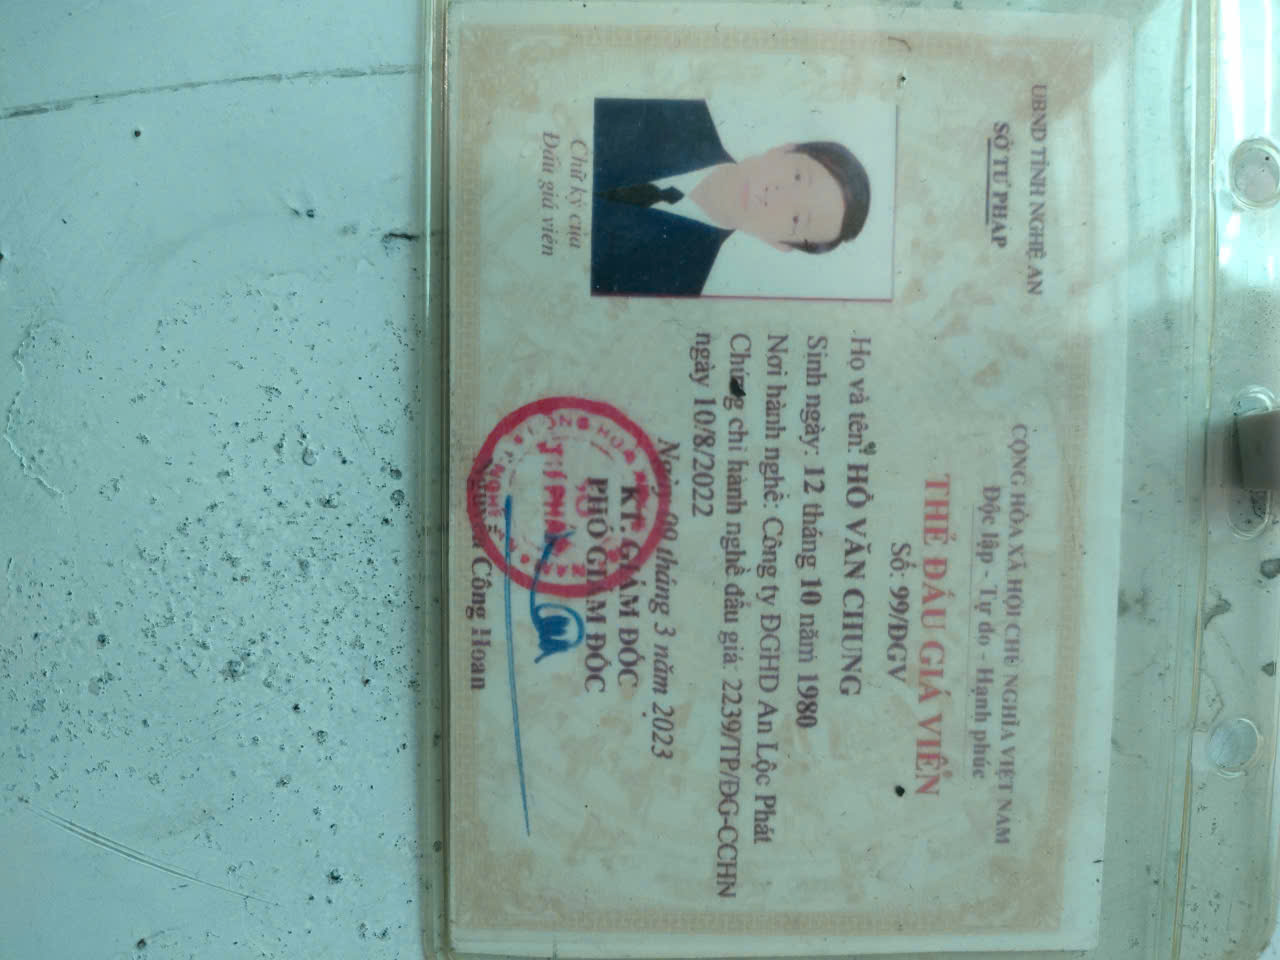 UBND TỈNH NGHỆ AN
SỞ TƯ PHÁP
CỘNG HÒA XÃ HỘI CHỦ NGHĨA VIỆT NAM
Độc lập - Tự do - Hạnh phúc
THẺ ĐẤU GIÁ VIÊN
Số: 99/ĐGV
Họ và tên: HỒ VĂN CHUNG
Sinh ngày: 12 tháng 10 năm 1980
Nơi hành nghề: Công ty ĐGHD An Lộc Phát
Chứng chỉ hành nghề đấu giá. 2239/TP/ĐG-CCHN
ngày 10/8/2022
Chữ ký của
Đấu giá viên
Ngày 09 tháng 3 năm 2023
KT. GIÁM ĐỐC
PHÓ GIÁM ĐỐC
Công Hoan